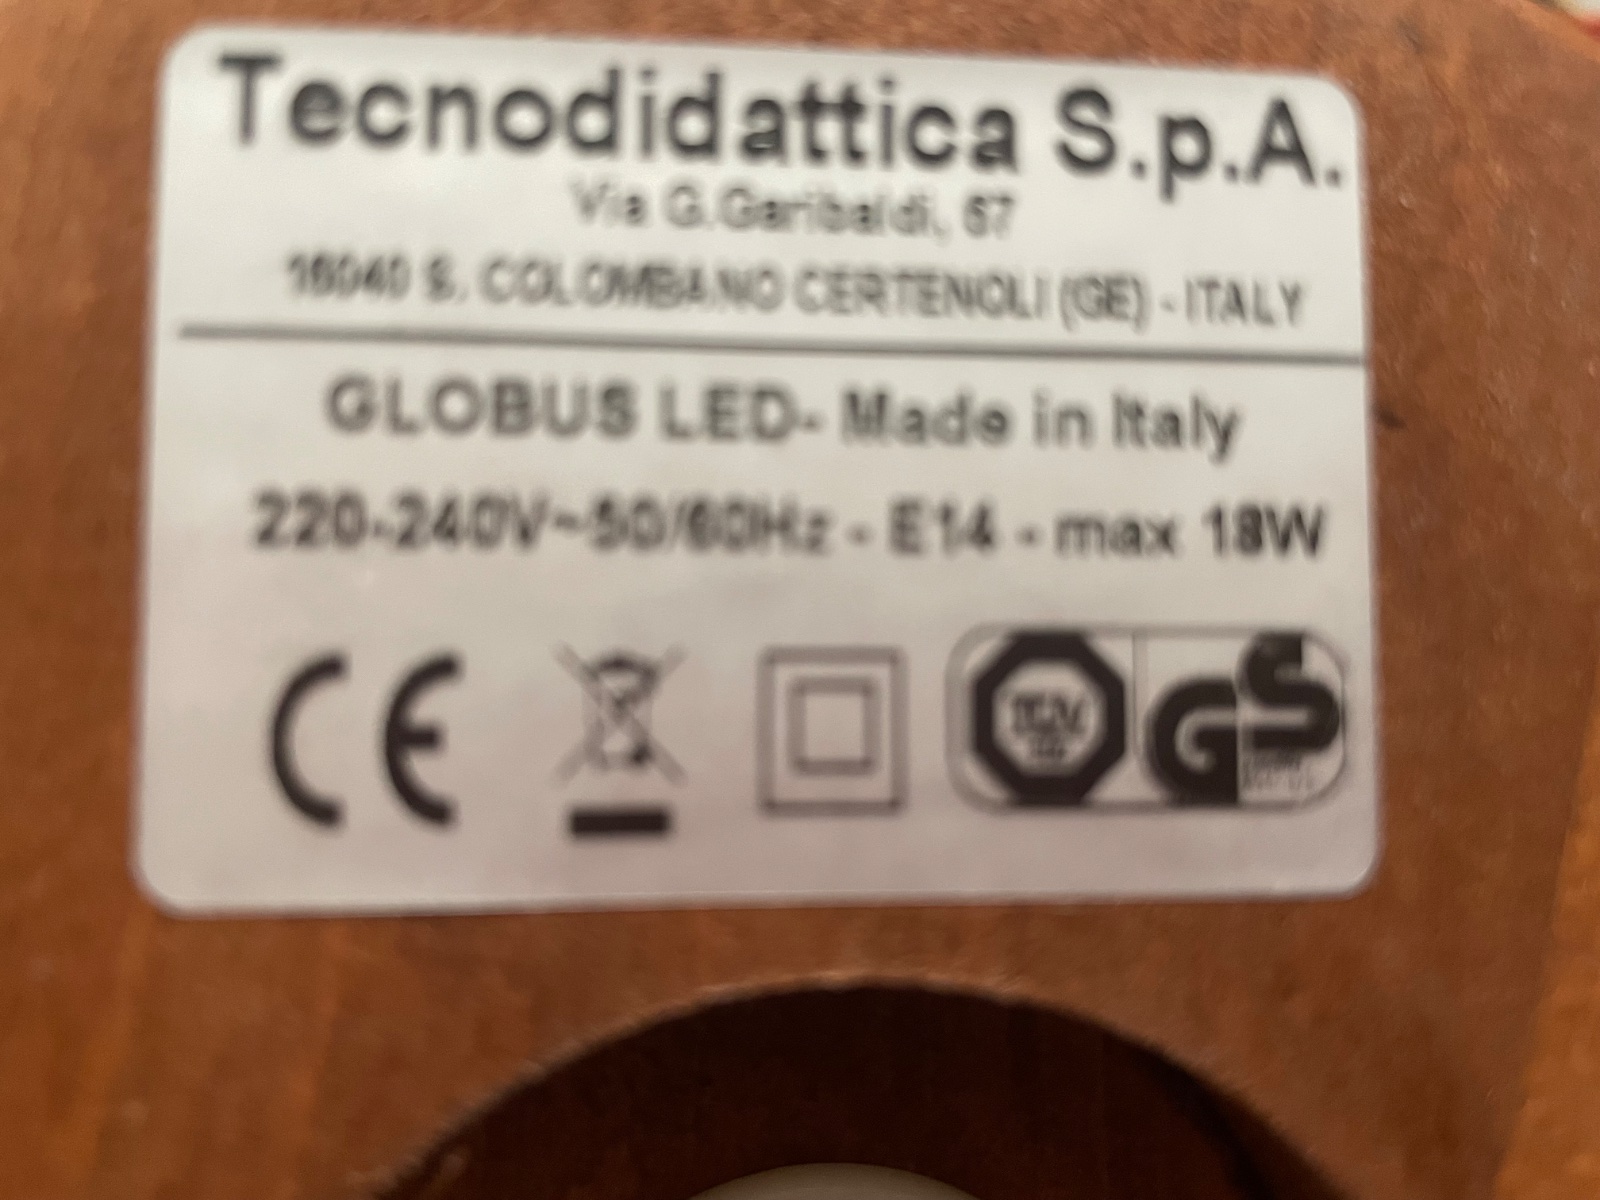 Tecnodidattica S.p.A.
Via G.Garibaldi, 67
16040 S. COLOMBANO CERTENOLI (GE) - ITALY
GLOBUS LED- Made in Italy
220-240V~50/60Hz - E14 - max 18W
CE
TÜV
GS